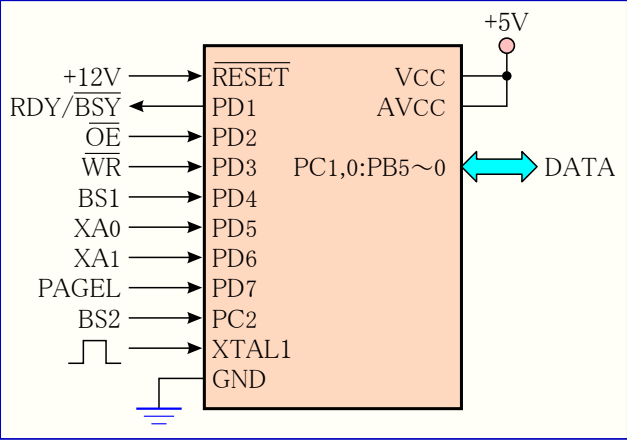 +5V
+12V RESET VCC
RDY/BSY PD1 AVCC
OE PD2
WR PD3 PC1,0:PB5～0 DATA
BS1 PD4
XA0 PD5
XA1 PD6
PAGEL PD7
BS2 PC2
XTAL1
GND